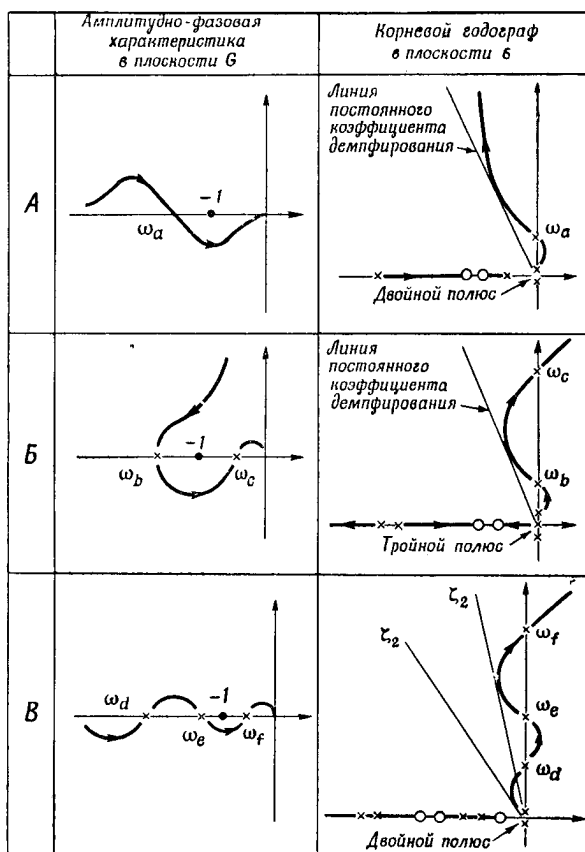 Амплитудно-фазовая
характеристика
в плоскости G
Корневой годограф
в плоскости б
А
-1
ωa
Линия
постоянного
коэффициента
демпфирования
ωa
Двойной полюс
Б
-1
ωb
ωc
Линия
постоянного
коэффициента
демпфирования
ωc
ωb
Тройной полюс
В
ωd
-1
ωe
ωf
ζ2
ζ2
ωf
ωe
ωd
Двойной полюс